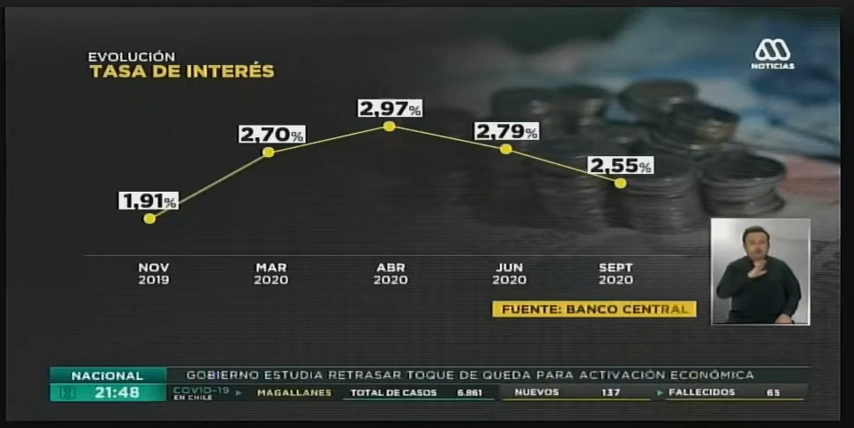 EVOLUCIÓN
TASA DE INTERÉS
NOTICIAS
2,97%
2,70%
2,79%
2,55%
1,91%
NOV MAR ABR JUN SEPT
2019 2020 2020 2020 2020
FUENTE: BANCO CENTRAL
NACIONAL GOBIERNO ESTUDIA RETRASAR TOQUE DE QUEDA PARA ACTIVACIÓN ECONÓMICA
21:48 COVID-19 EN CHILE MAGALLANES TOTAL DE CASOS 6.861 NUEVOS 137 FALLECIDOS 65